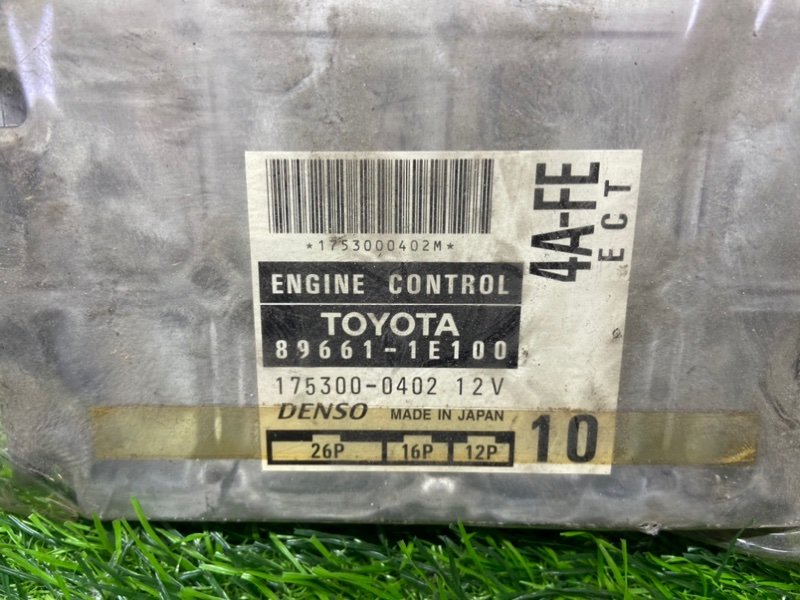 *1753000402M*
4A-FE
ECT
ENGINE CONTROL
TOYOTA
89661-1E100
175300-0402 12V
DENSO MADE IN JAPAN
10
26P 16P 12P